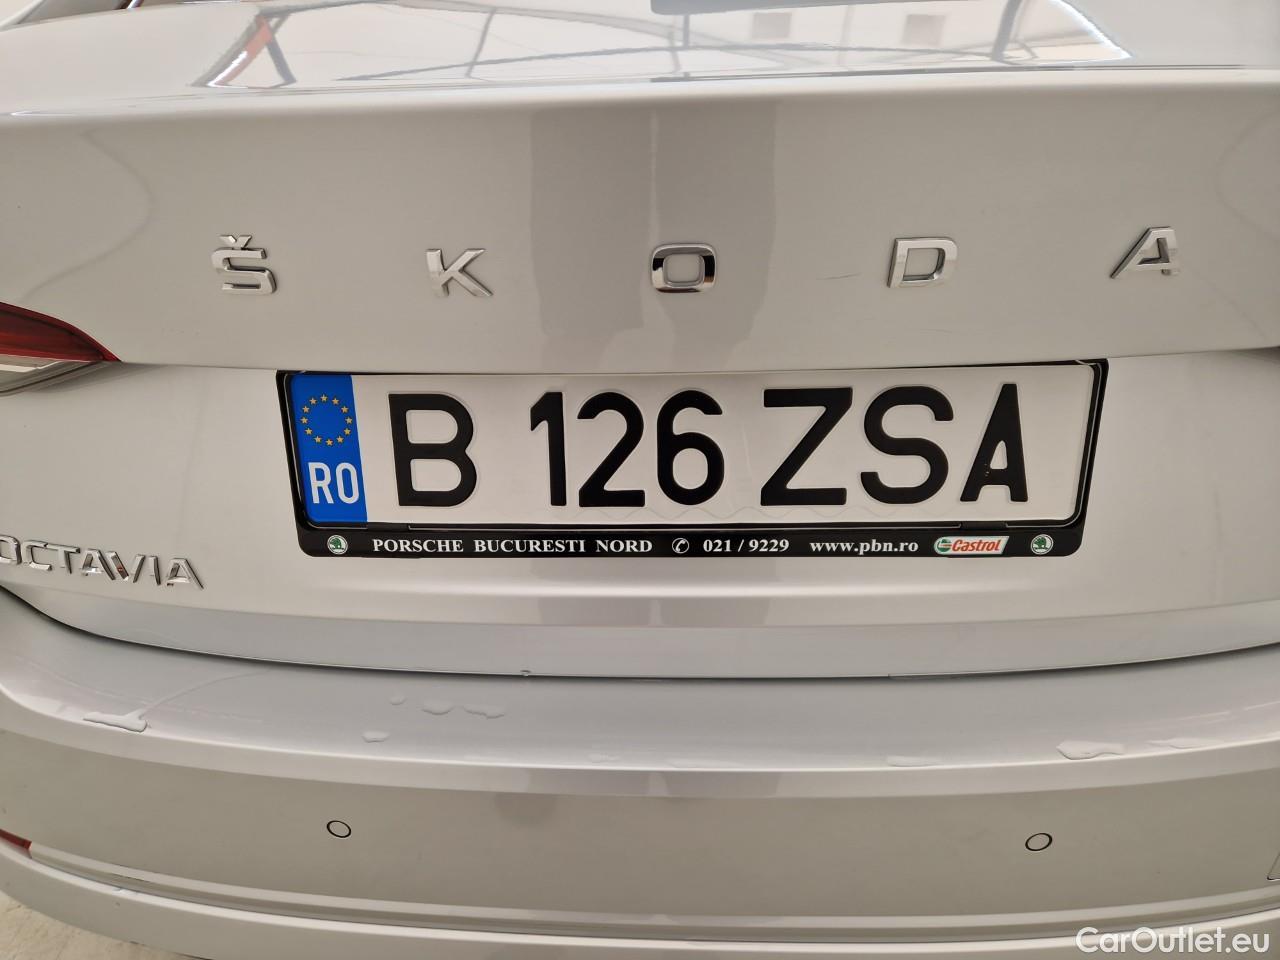 ŠKODA
RO B 126 ZSA
PORSCHE BUCURESTI NORD ✆ 021 / 9229 www.pbn.ro Castrol
OCTAVIA
CarOutlet.eu